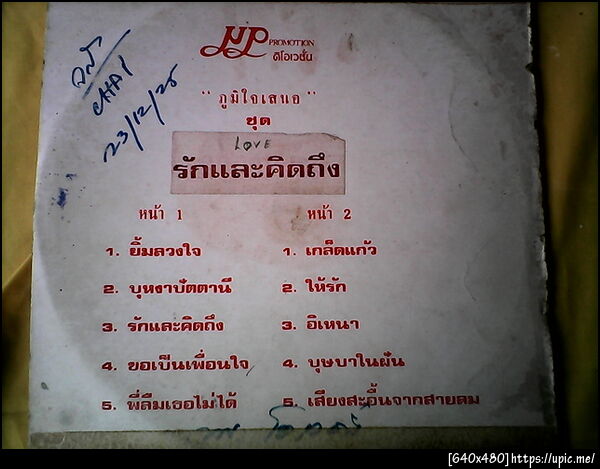 MP PROMOTION
ดิโอเวชั่น
CHAI
23/12/25
"ภูมิใจเสนอ"
ชุด
LOVE
รักและคิดถึง
หน้า 1
1. ยิ้มลวงใจ
2. บุหงาปัตตานี
3. รักและคิดถึง
4. ขอเป็นเพื่อนใจ
5. พี่ลืมเธอไม่ได้
หน้า 2
1. เกล็ดแก้ว
2. ให้รัก
3. อิเหนา
4. บุษบาในฝัน
5. เสียงสะอื้นจากสายลม
[640x480]https://upic.me/